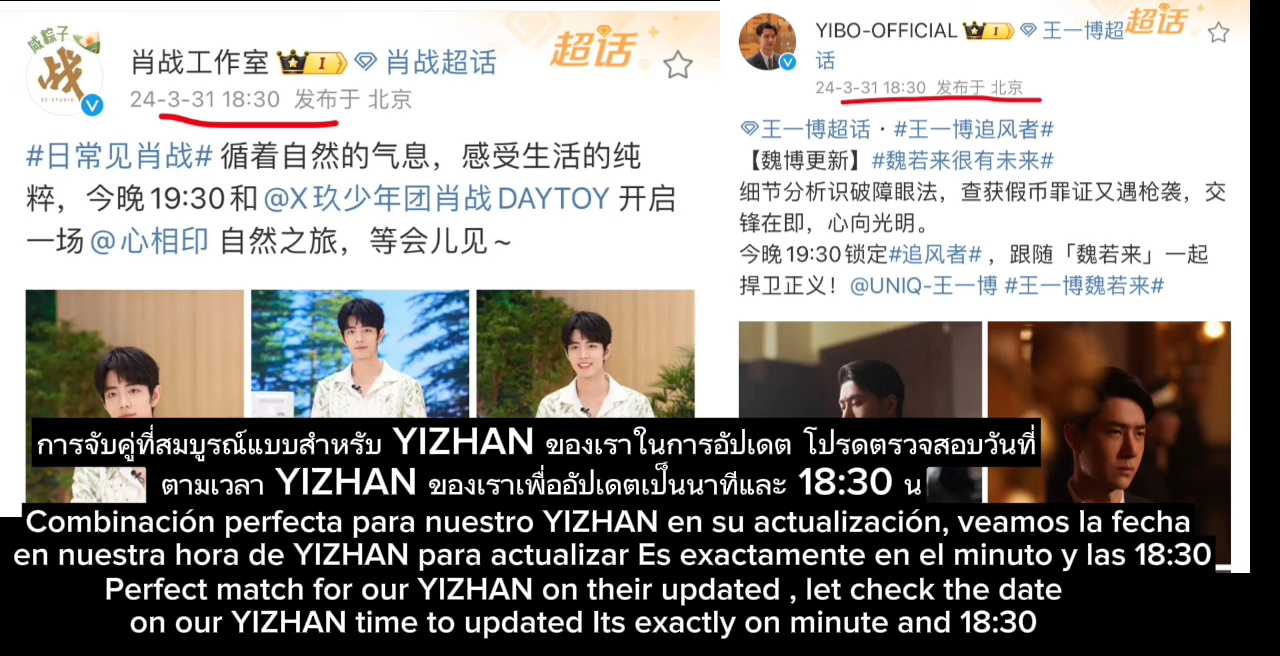 咸粽子
战
肖战工作室 I 肖战超话
超话
24-3-31 18:30 发布于 北京
#日常见肖战# 循着自然的气息，感受生活的纯
粹，今晚19:30和 @X玖少年团肖战DAYTOY 开启
一场 @心相印 自然之旅，等会儿见~
YIBO-OFFICIAL I 王一博超
话
超话
24-3-31 18:30 发布于 北京
王一博超话 · #王一博追风者#
【魏博更新】#魏若来很有未来#
细节分析识破障眼法，查获假币罪证又遇枪袭，交
锋在即，心向光明。
今晚19:30锁定#追风者# ，跟随「魏若来」一起
捍卫正义！@UNIQ-王一博 #王一博魏若来#
การจับคู่ที่สมบูรณ์แบบสำหรับ YIZHAN ของเราในการอัปเดต โปรดตรวจสอบวันที่
ตามเวลา YIZHAN ของเราเพื่ออัปเดตเป็นนาทีและ 18:30 น
Combinación perfecta para nuestro YIZHAN en su actualización, veamos la fecha
en nuestra hora de YIZHAN para actualizar Es exactamente en el minuto y las 18:30
Perfect match for our YIZHAN on their updated , let check the date
on our YIZHAN time to updated Its exactly on minute and 18:30